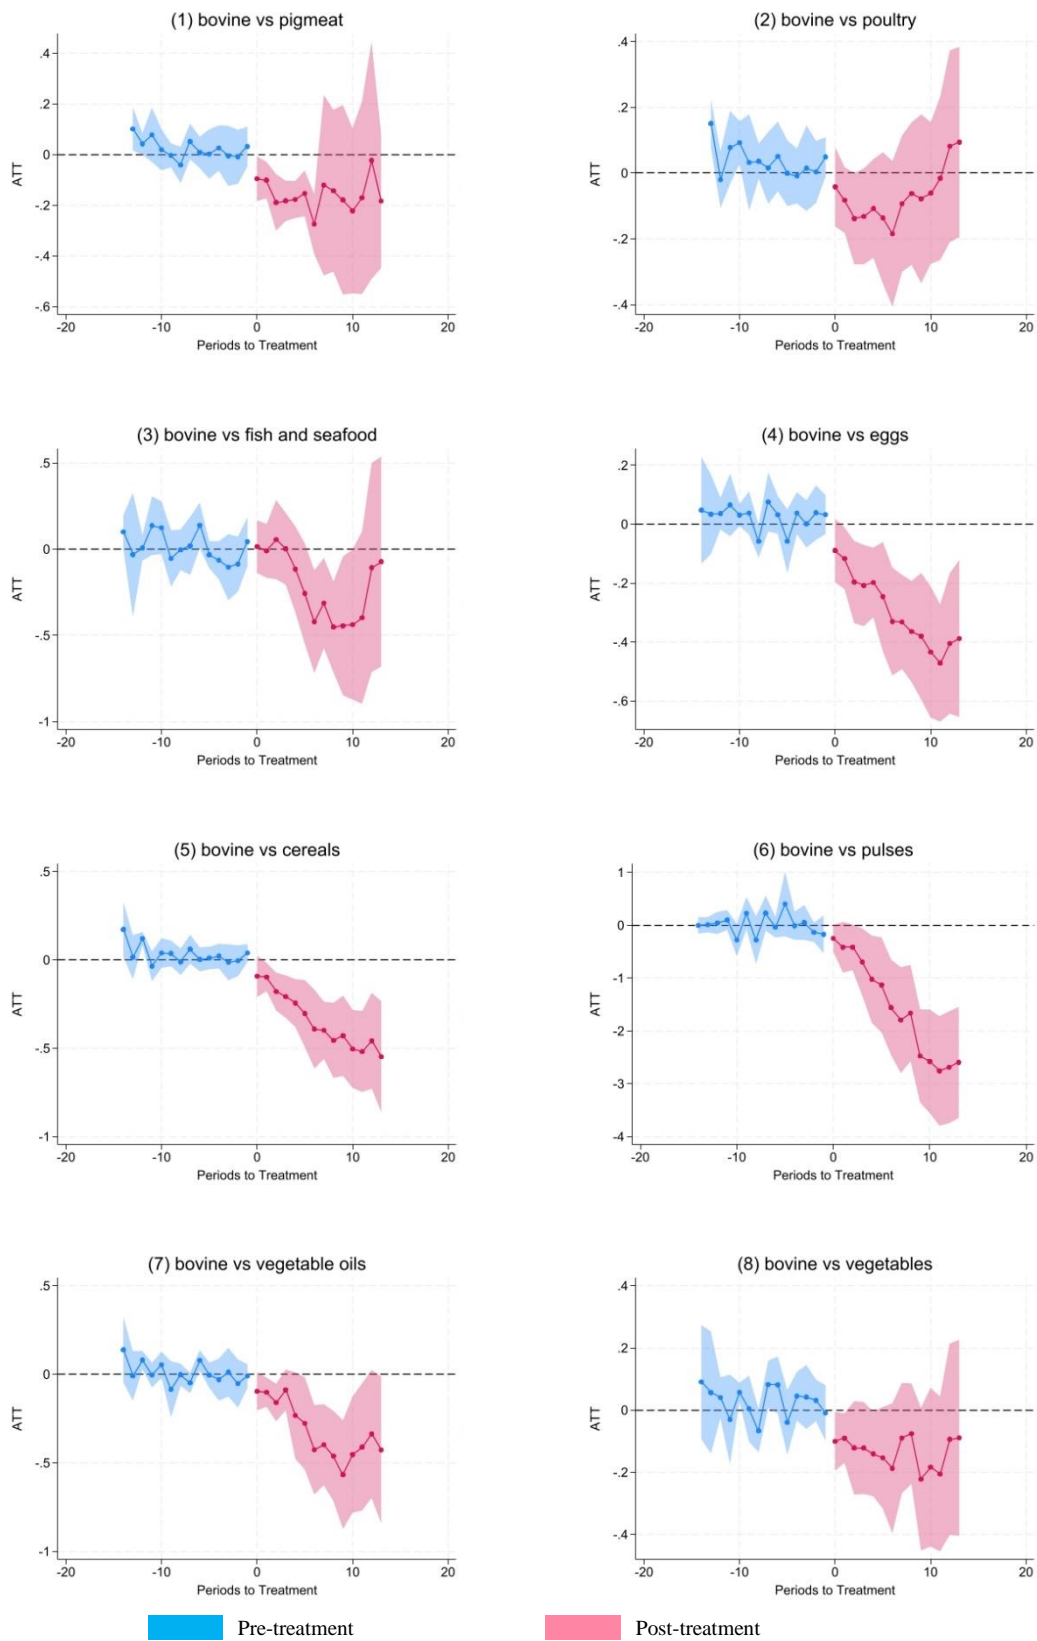 (1) bovine vs pigmeat
.4
.2
0
-.2
-.4
-.6
ATT
-20 -10 0 10 20
Periods to Treatment
(2) bovine vs poultry
.4
.2
0
-.2
-.4
ATT
-20 -10 0 10 20
Periods to Treatment
(3) bovine vs fish and seafood
.5
0
-.5
-1
ATT
-20 -10 0 10 20
Periods to Treatment
(4) bovine vs eggs
.2
0
-.2
-.4
-.6
ATT
-20 -10 0 10 20
Periods to Treatment
(5) bovine vs cereals
.5
0
-.5
-1
ATT
-20 -10 0 10 20
Periods to Treatment
(6) bovine vs pulses
1
0
-1
-2
-3
-4
ATT
-20 -10 0 10 20
Periods to Treatment
(7) bovine vs vegetable oils
.5
0
-.5
-1
ATT
-20 -10 0 10 20
Periods to Treatment
(8) bovine vs vegetables
.4
.2
0
-.2
-.4
ATT
-20 -10 0 10 20
Periods to Treatment
Pre-treatment
Post-treatment